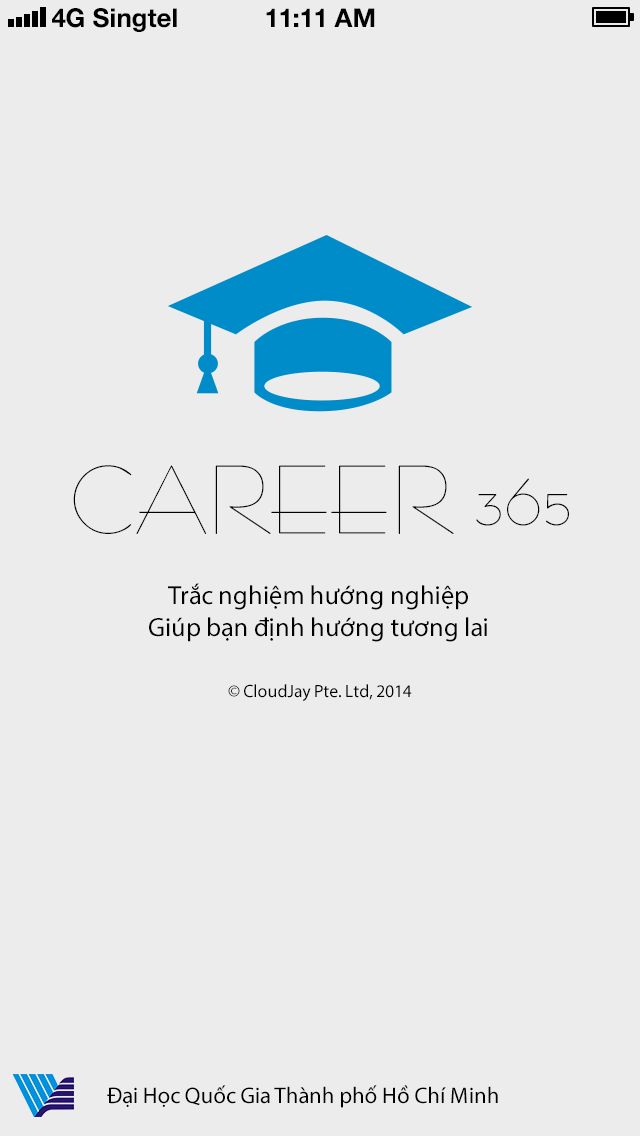 4G Singtel 11:11 AM
CAREER 365
Trắc nghiệm hướng nghiệp
Giúp bạn định hướng tương lai
© CloudJay Pte. Ltd, 2014
Đại Học Quốc Gia Thành phố Hồ Chí Minh